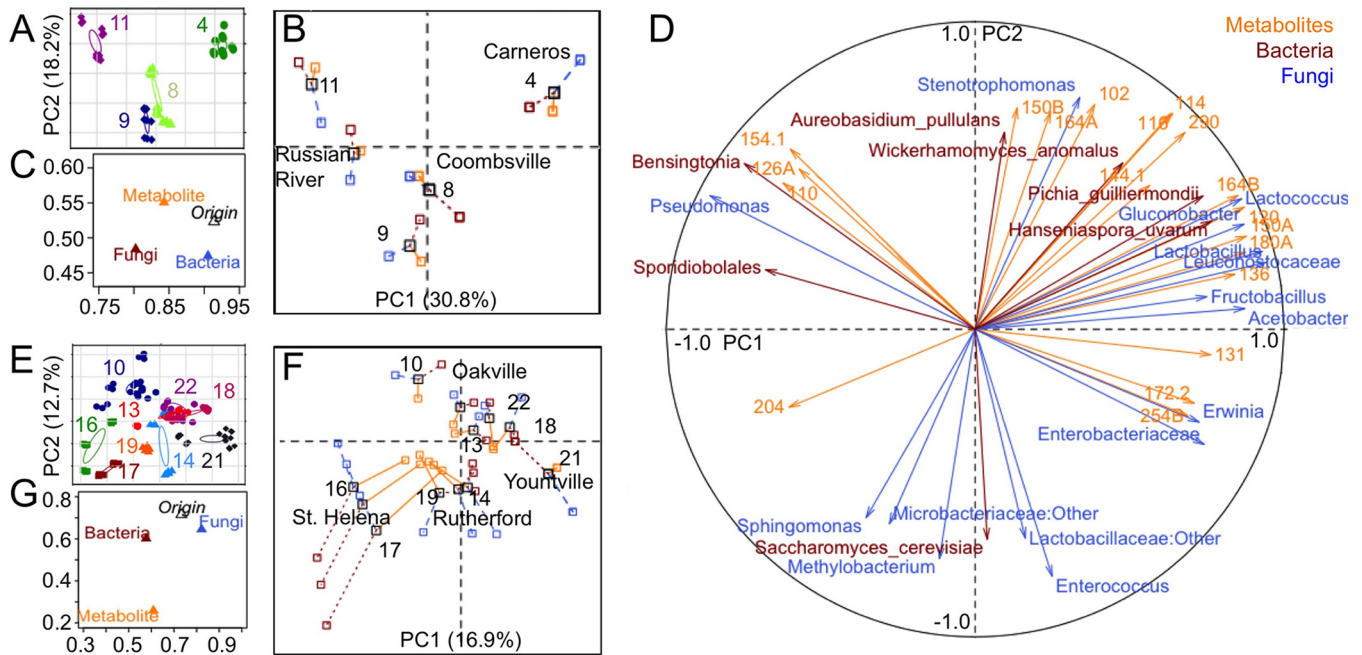 A
PC2 (18.2%)
11
4
8
9
B
Carneros
4
11
Russian
River
Coombsville
8
9
PC1 (30.8%)
C
0.60
0.55
0.50
0.45
Metabolite
Origin
Fungi
Bacteria
0.75
0.85
0.95
D
Metabolites
Bacteria
Fungi
1.0
PC2
Stenotrophomonas
102
114
150B
164A
116
290
Aureobasidium_pullulans
154.1
Wickerhamomyces_anomalus
Bensingtonia
126A
144.1
110
Pichia_guilliermondii
164B
Lactococcus
Pseudomonas
Gluconobacter
120
Hanseniaspora_uvarum
150A
180A
Lactobacillus
Leuconostocaceae
Sporidiobolales
136
Fructobacillus
Acetobacter
-1.0
PC1
1.0
131
172.2
204
254B
Erwinia
Enterobacteriaceae
Sphingomonas
Microbacteriaceae:Other
Saccharomyces_cerevisiae
Lactobacillaceae:Other
Methylobacterium
Enterococcus
-1.0
E
PC2 (12.7%)
10
22
18
13
16
19
14
21
17
F
10
Oakville
22
18
13
21
Yountville
16
19
14
St. Helena
Rutherford
17
PC1 (16.9%)
G
0.8
0.6
0.4
0.2
Origin
Fungi
Bacteria
Metabolite
0.3
0.5
0.7
0.9